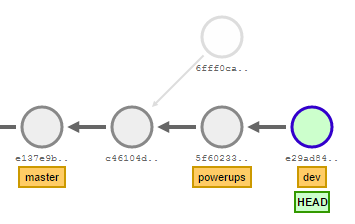 6fff0ca..
e137e9b.. c46104d.. 5f60233.. e29ad84..
master powerups dev
HEAD